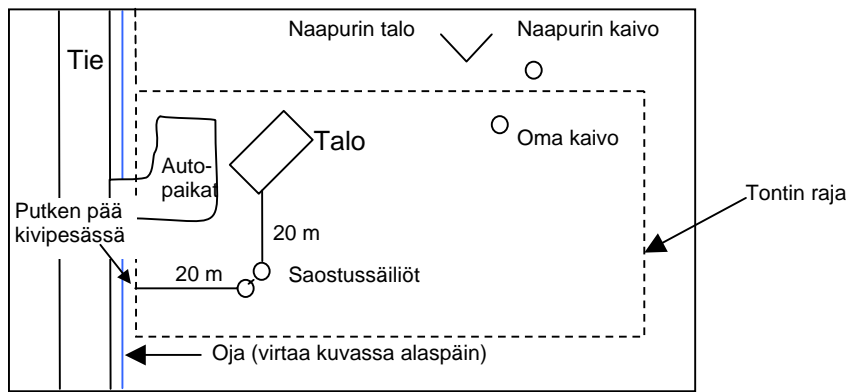 Naapurin talo
Naapurin kaivo
Tie
Talo
Oma kaivo
Auto-
paikat
Tontin raja
Putken pää
kivipesässä
20 m
20 m
Saostussäiliöt
Oja (virtaa kuvassa alaspäin)